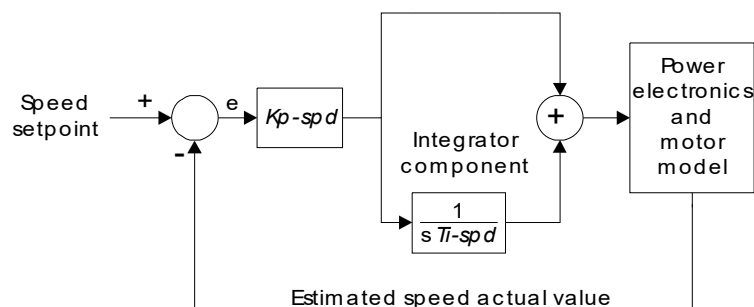 Speed
setpoint
+
-
e
Kp-spd
Integrator
component
1
s Ti-spd
+
Power
electronics
and
motor
model
Estimated speed actual value